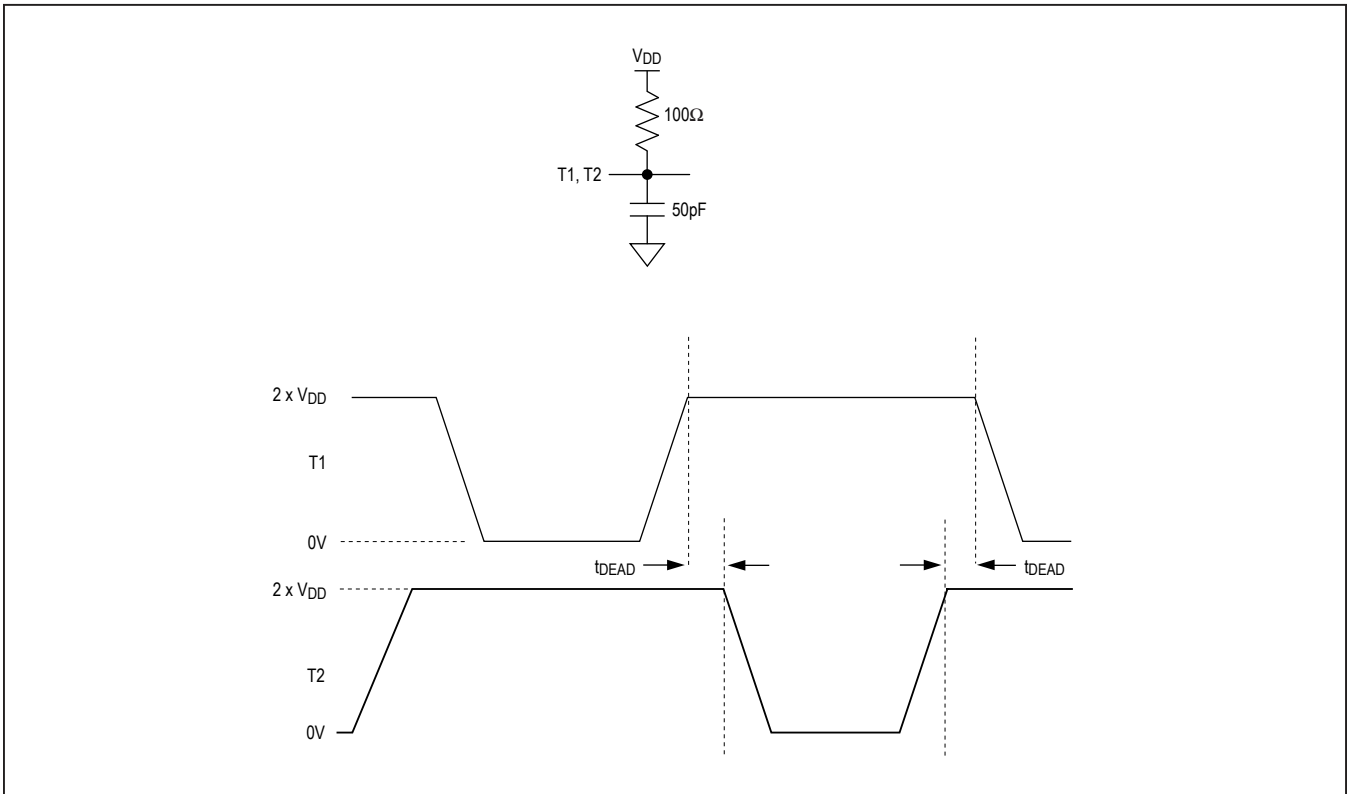 VDD
100Ω
T1, T2
50pF
2 x VDD
T1
0V
tDEAD
tDEAD
2 x VDD
T2
0V